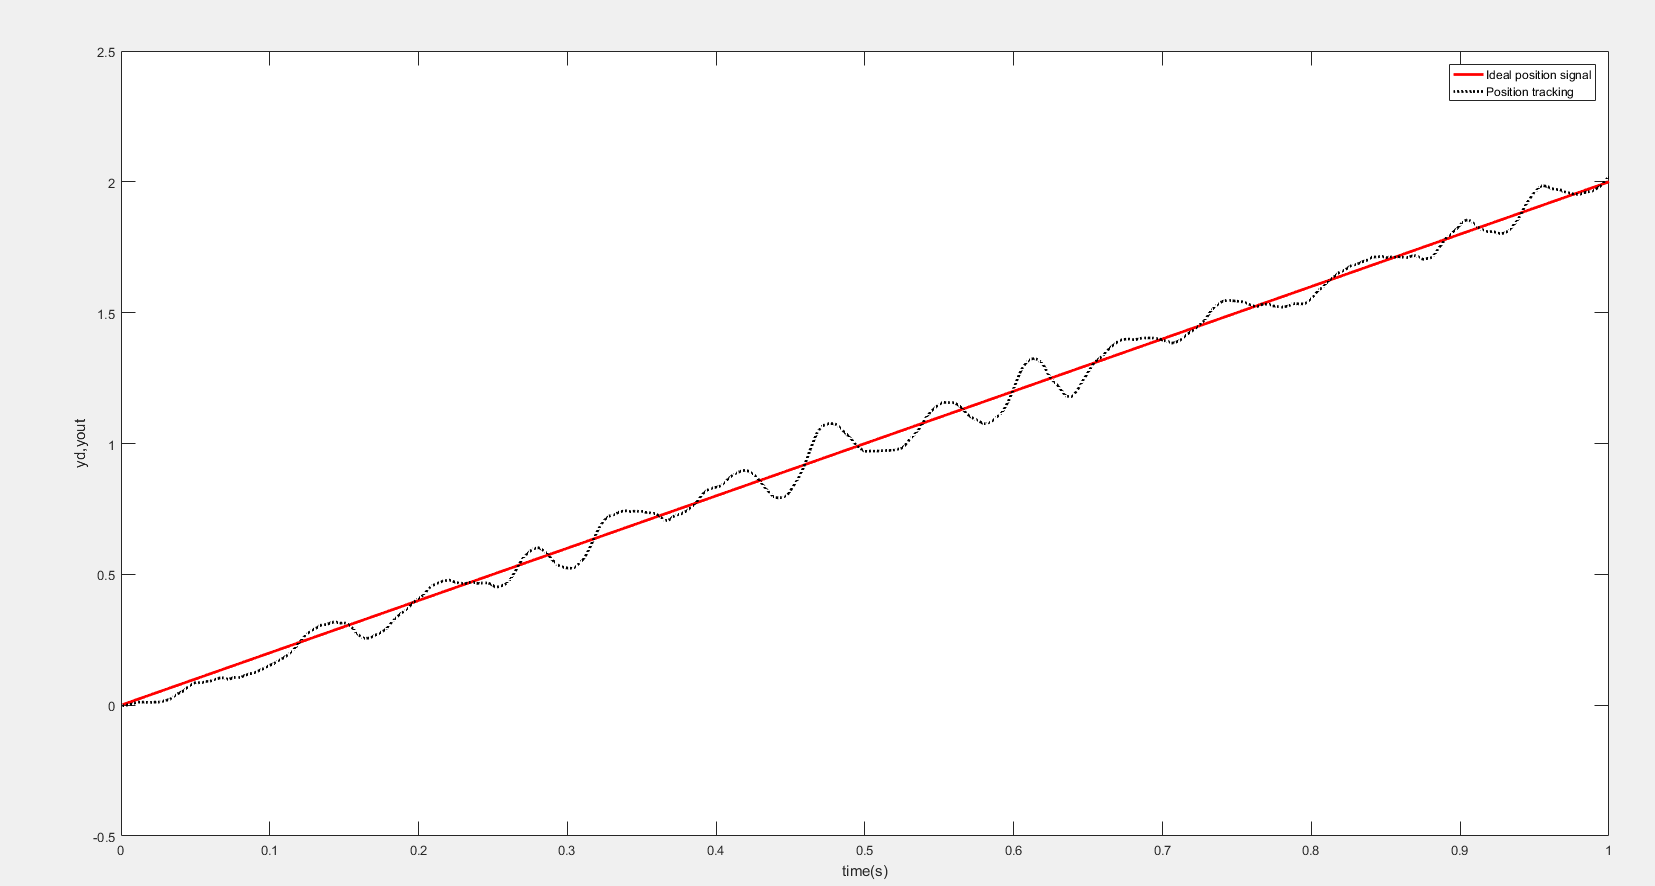 2.5
2
1.5
1
0.5
0
-0.5
yd,yout
Ideal position signal
Position tracking
0 0.1 0.2 0.3 0.4 0.5 0.6 0.7 0.8 0.9 1
time(s)